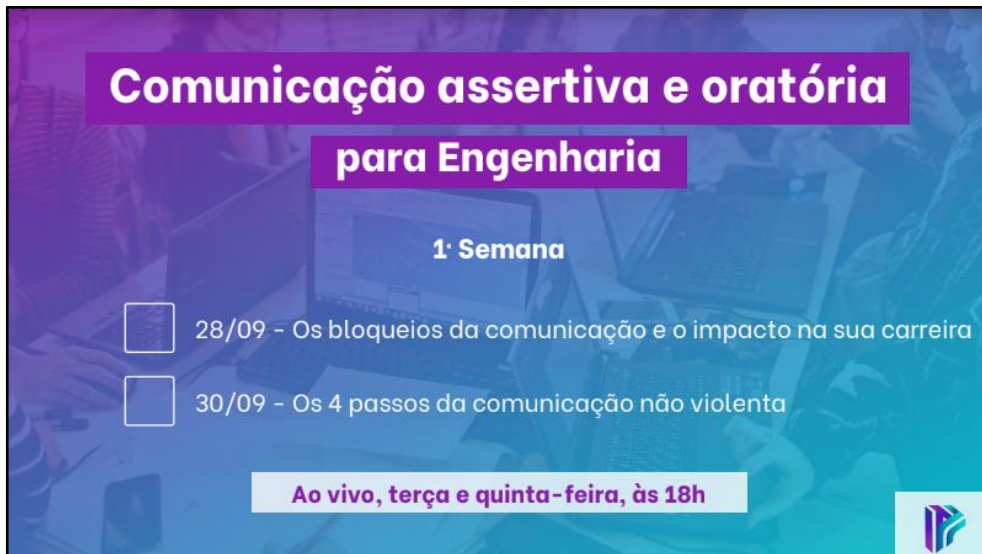 Comunicação assertiva e oratória
para Engenharia
1ª Semana
28/09 - Os bloqueios da comunicação e o impacto na sua carreira
30/09 - Os 4 passos da comunicação não violenta
Ao vivo, terça e quinta-feira, às 18h